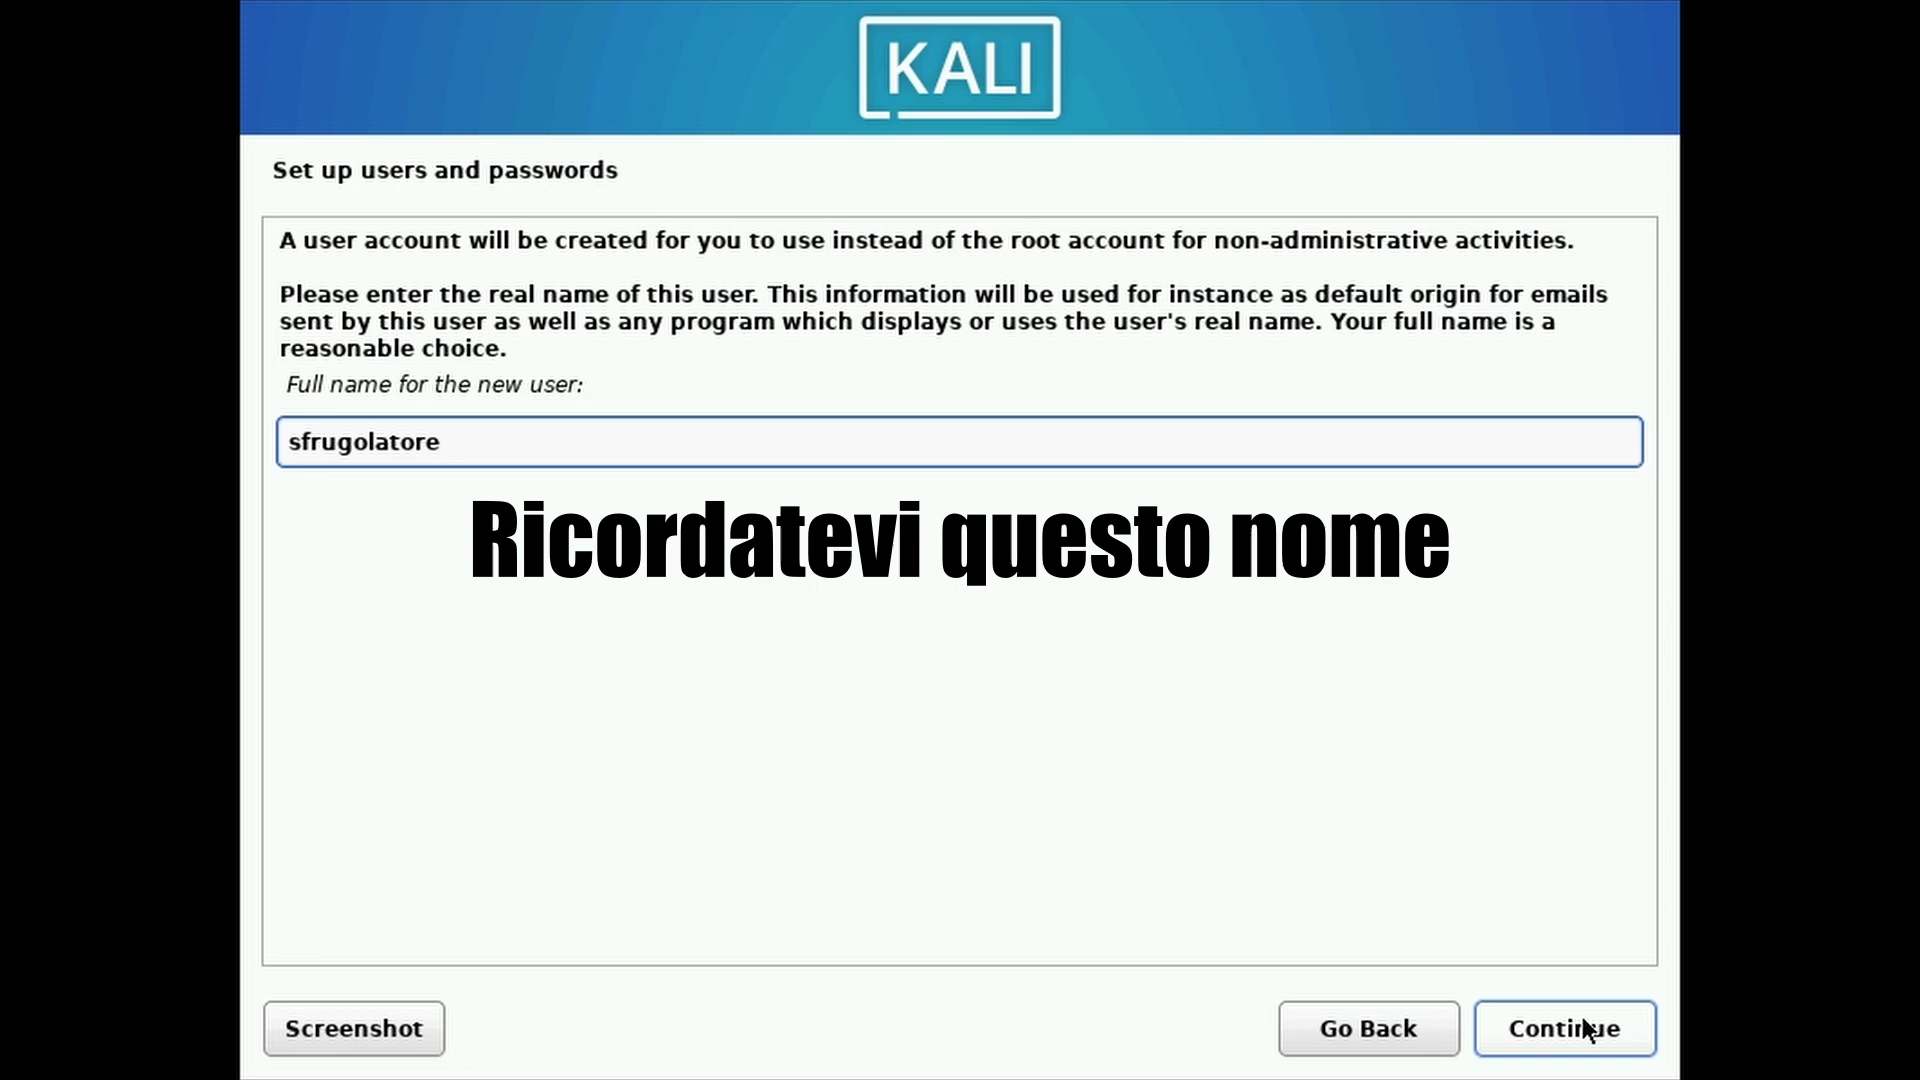 KALI
Set up users and passwords
A user account will be created for you to use instead of the root account for non-administrative activities.
Please enter the real name of this user. This information will be used for instance as default origin for emails
sent by this user as well as any program which displays or uses the user's real name. Your full name is a
reasonable choice.
Full name for the new user:
sfrugolatore
Ricordatevi questo nome
Screenshot
Go Back
Continue